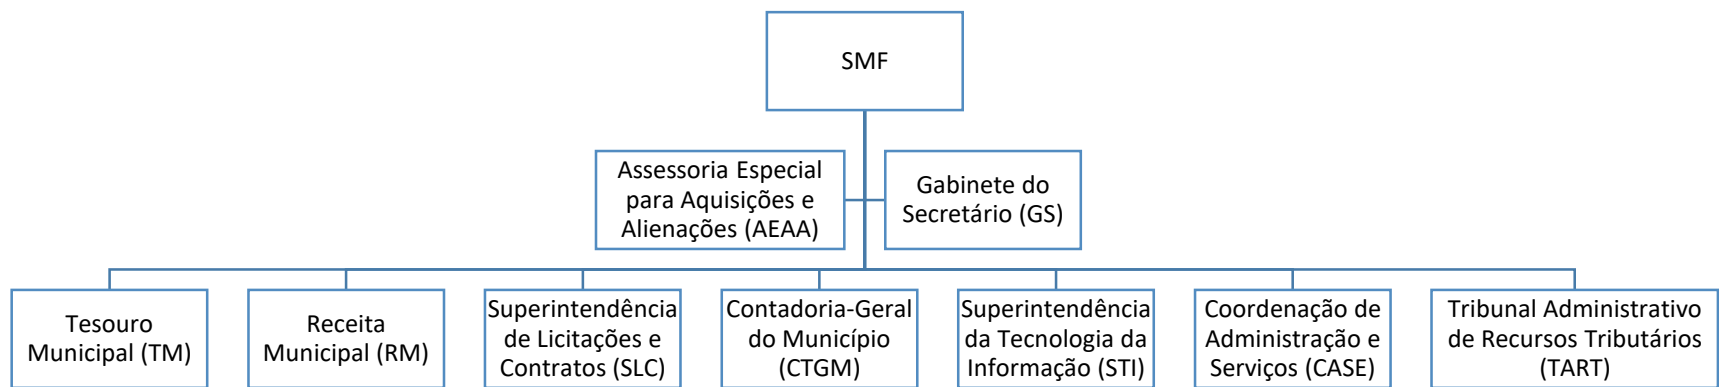 SMF
Assessoria Especial
para Aquisições e
Alienações (AEAA)
Gabinete do
Secretário (GS)
Tesouro
Municipal (TM)
Receita
Municipal (RM)
Superintendência
de Licitações e
Contratos (SLC)
Contadoria-Geral
do Município
(CTGM)
Superintendência
da Tecnologia da
Informação (STI)
Coordenação de
Administração e
Serviços (CASE)
Tribunal Administrativo
de Recursos Tributários
(TART)